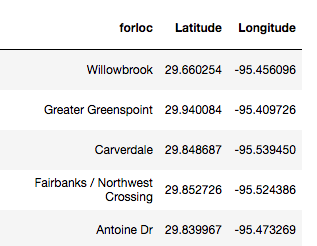 forloc Latitude Longitude
Willowbrook 29.660254 -95.456096
Greater Greenspoint 29.940084 -95.409726
Carverdale 29.848687 -95.539450
Fairbanks / Northwest
Crossing 29.852726 -95.524386
Antoine Dr 29.839967 -95.473269